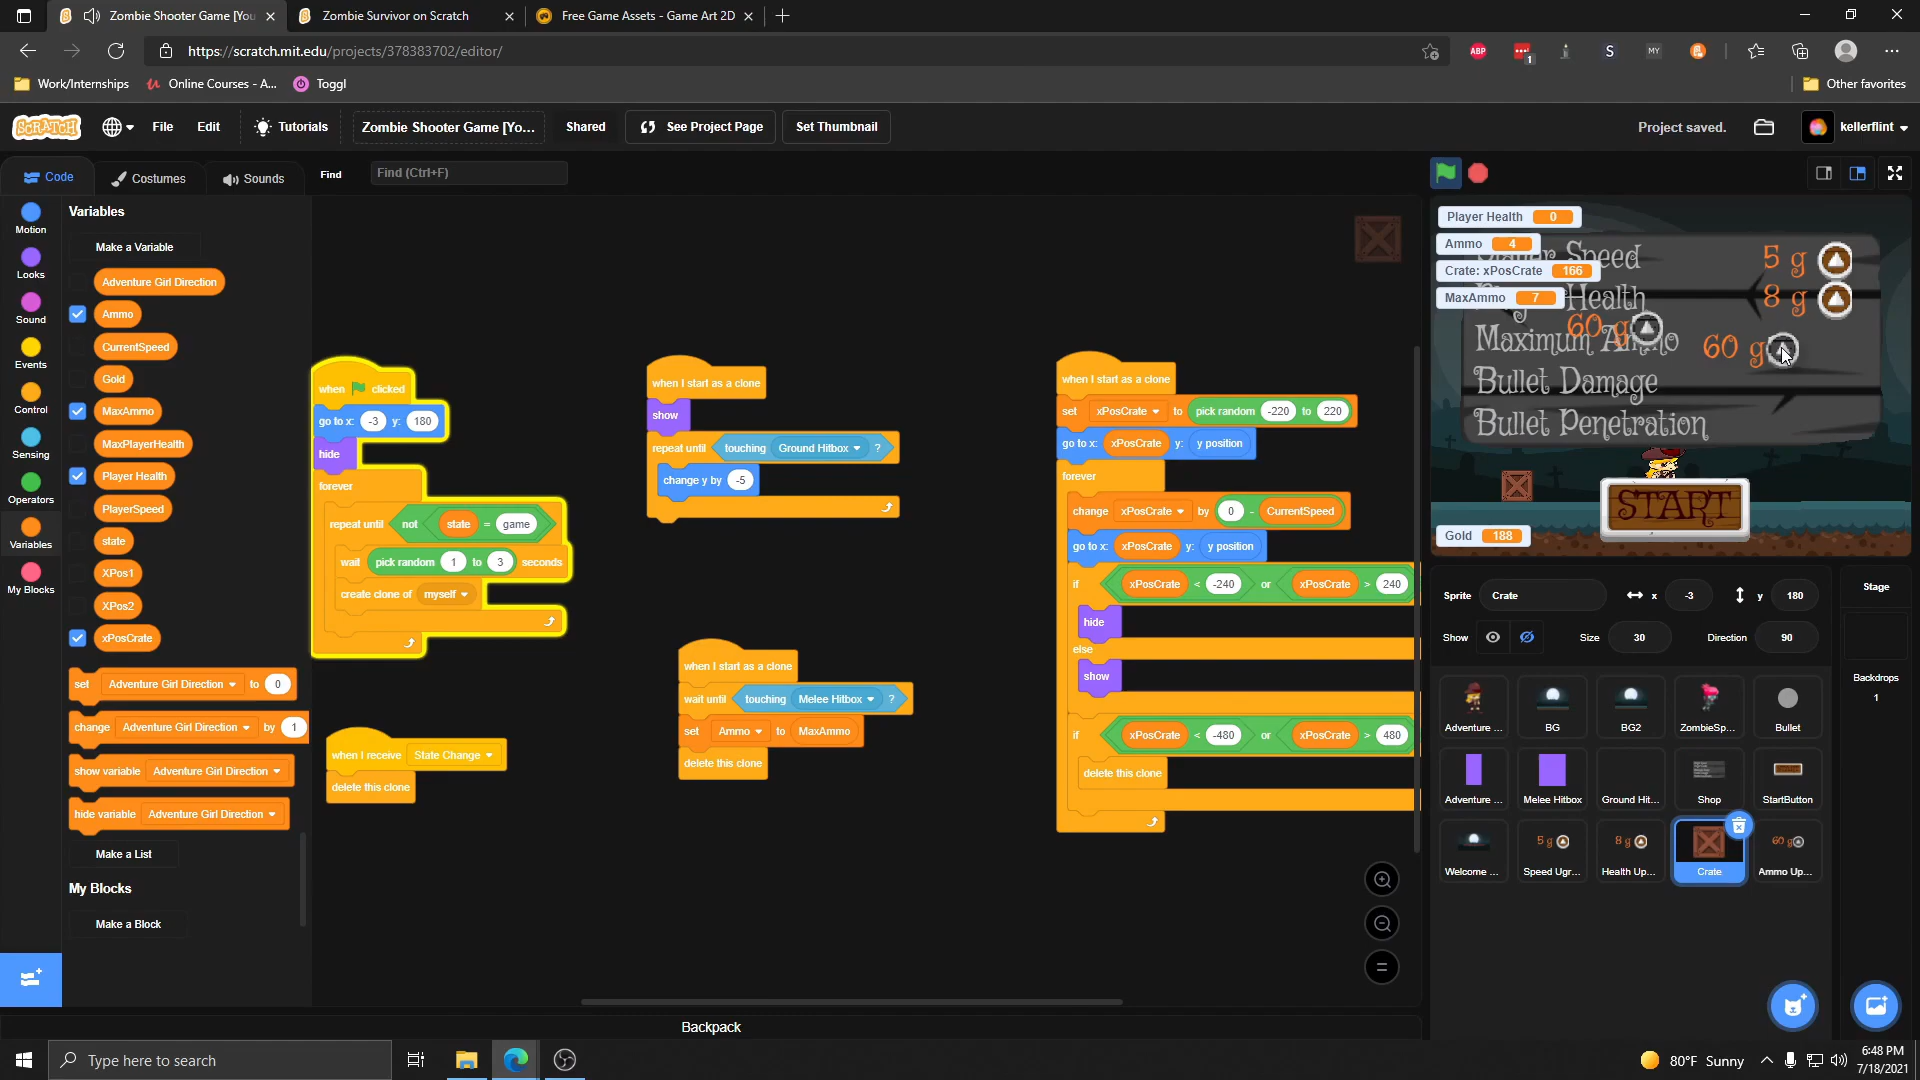 Zombie Shooter Game [You
Zombie Survivor on Scratch
Free Game Assets - Game Art 2D
https://scratch.mit.edu/projects/378383702/editor/
ABP
1
S
MY
Work/Internships
Online Courses - A...
Toggl
Other favorites
SCRATCH
File
Edit
Tutorials
Zombie Shooter Game [Yo...
Shared
See Project Page
Set Thumbnail
Project saved.
kellerflint
Code
Costumes
Sounds
Find
Find (Ctrl+F)
Motion
Looks
Sound
Events
Control
Sensing
Operators
Variables
My Blocks
Variables
Make a Variable
Adventure Girl Direction
Ammo
CurrentSpeed
Gold
MaxAmmo
MaxPlayerHealth
Player Health
PlayerSpeed
state
XPos1
XPos2
xPosCrate
set Adventure Girl Direction to 0
change Adventure Girl Direction by 1
show variable Adventure Girl Direction
hide variable Adventure Girl Direction
Make a List
My Blocks
Make a Block
when clicked
go to x: -3 y: 180
hide
forever
repeat until not state = game
wait pick random 1 to 3 seconds
create clone of myself
when I receive State Change
delete this clone
when I start as a clone
show
repeat until touching Ground Hitbox ?
change y by -5
when I start as a clone
wait until touching Melee Hitbox ?
set Ammo to MaxAmmo
delete this clone
when I start as a clone
set xPosCrate to pick random -220 to 220
go to x: xPosCrate y: y position
forever
change xPosCrate by 0 - CurrentSpeed
go to x: xPosCrate y: y position
if xPosCrate < -240 or xPosCrate > 240
hide
else
show
if xPosCrate < -480 or xPosCrate > 480
delete this clone
Backpack
Player Health 0
Ammo 4
Crate: xPosCrate 166
MaxAmmo 7
Speed
5 g
Health
8 g
60 g
Maximum Ammo
60 g
Bullet Damage
Bullet Penetration
START
Gold 188
Sprite
Crate
x
-3
y
180
Show
Size
30
Direction
90
Stage
Backdrops
1
Adventure ...
BG
BG2
ZombieSp...
Bullet
Adventure ...
Melee Hitbox
Ground Hit...
Shop
StartButton
Welcome ...
5 g
Speed Ugr...
8 g
Health Up...
Crate
60 g
Ammo Up...
Type here to search
80°F Sunny
6:48 PM
7/18/2021